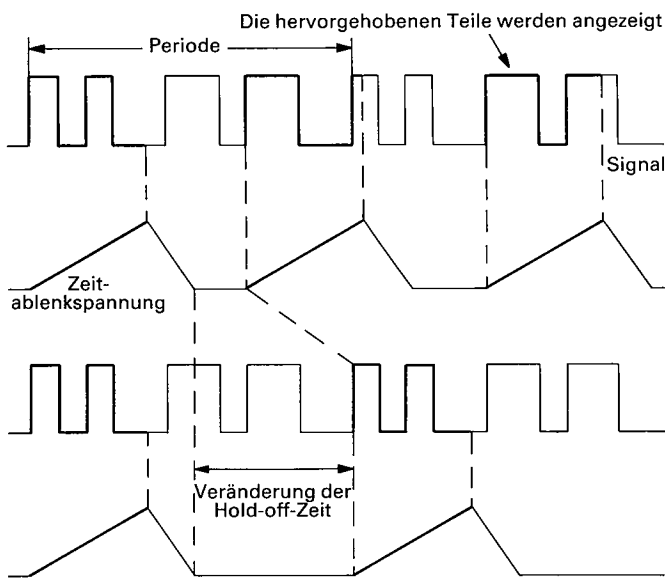 Die hervorgehobenen Teile werden angezeigt
Periode
Signal
Zeit-
ablenkspannung
Veränderung der
Hold-off-Zeit